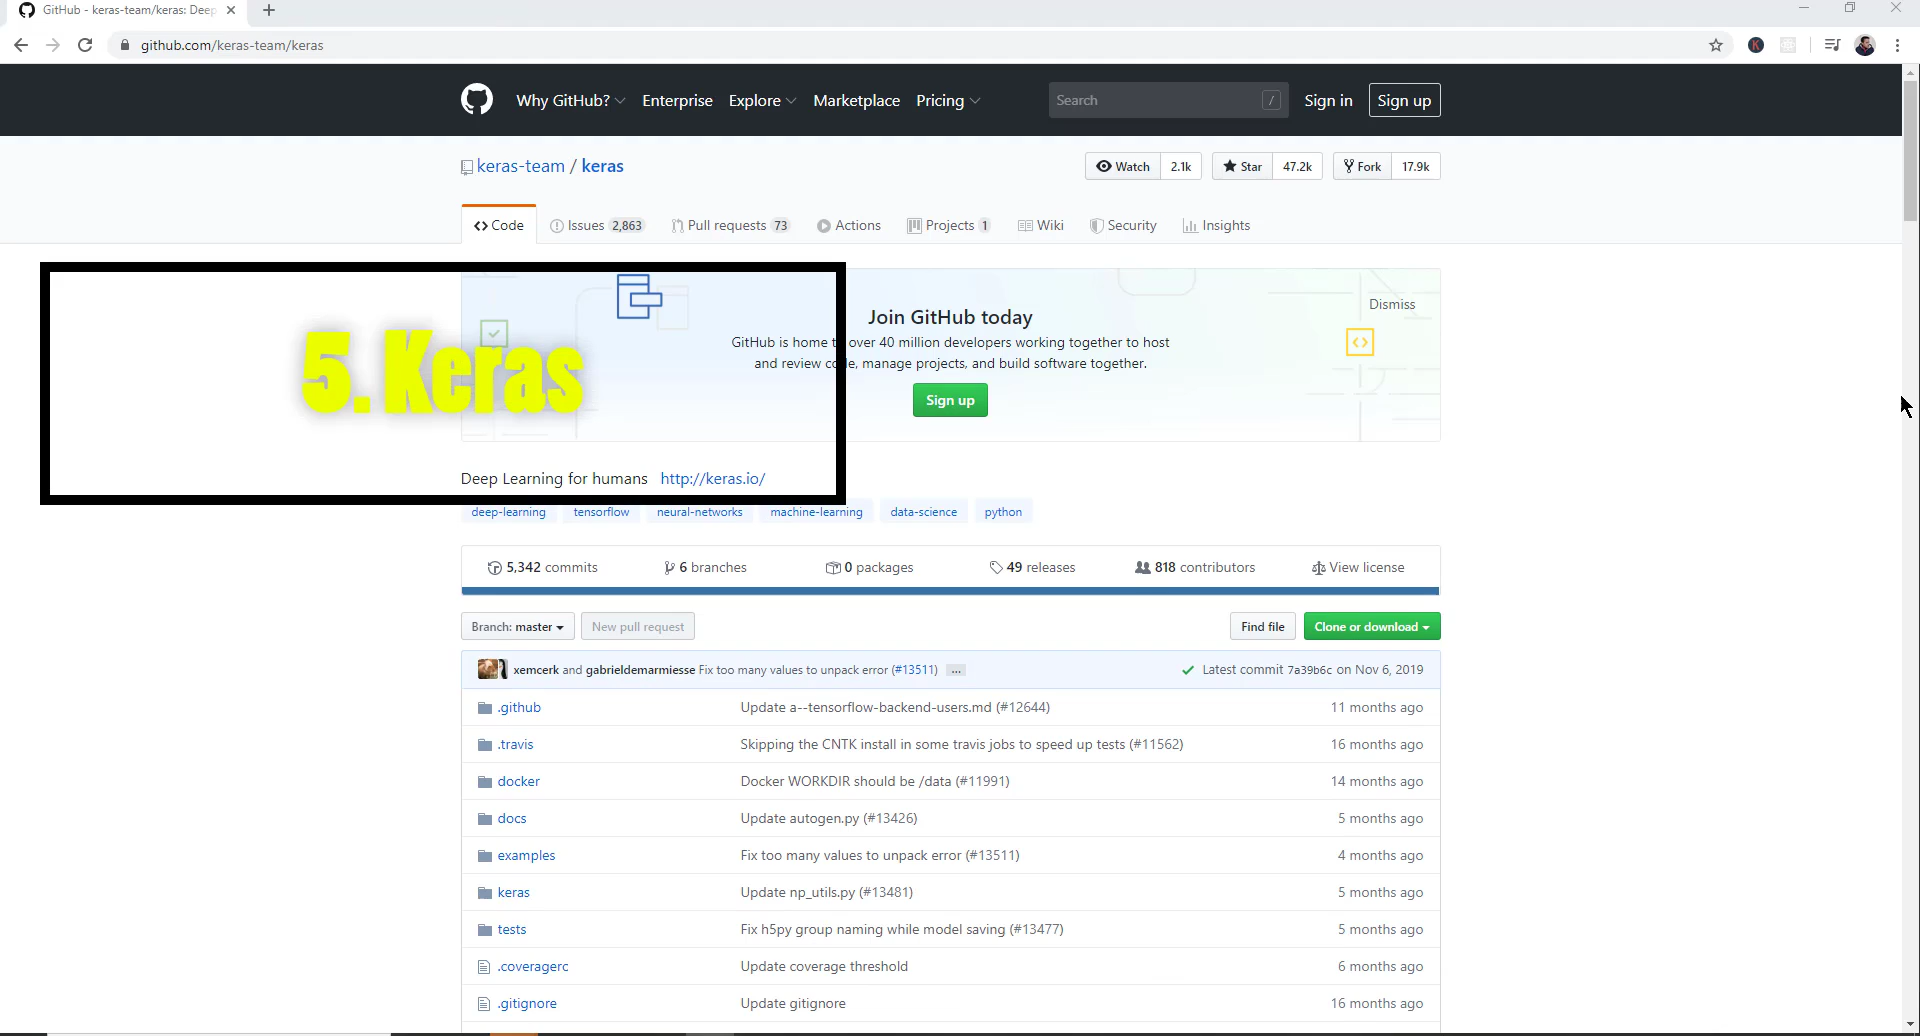 GitHub - keras-team/keras: Deep
github.com/keras-team/keras
K
Why GitHub? Enterprise Explore Marketplace Pricing Search / Sign in Sign up
keras-team / keras
Watch 2.1k Star 47.2k Fork 17.9k
Code Issues 2,863 Pull requests 73 Actions Projects 1 Wiki Security Insights
Dismiss
Join GitHub today
GitHub is home t over 40 million developers working together to host
and review co le, manage projects, and build software together.
Sign up
5. Keras
Deep Learning for humans http://keras.io/
deep-learning tensorflow neural-networks machine-learning data-science python
5,342 commits 6 branches 0 packages 49 releases 818 contributors View license
Branch: master New pull request Find file Clone or download
xemcerk and gabrieldemarmiesse Fix too many values to unpack error (#13511) ... Latest commit 7a39b6c on Nov 6, 2019
.github Update a--tensorflow-backend-users.md (#12644) 11 months ago
.travis Skipping the CNTK install in some travis jobs to speed up tests (#11562) 16 months ago
docker Docker WORKDIR should be /data (#11991) 14 months ago
docs Update autogen.py (#13426) 5 months ago
examples Fix too many values to unpack error (#13511) 4 months ago
keras Update np_utils.py (#13481) 5 months ago
tests Fix h5py group naming while model saving (#13477) 5 months ago
.coveragerc Update coverage threshold 6 months ago
.gitignore Update gitignore 16 months ago